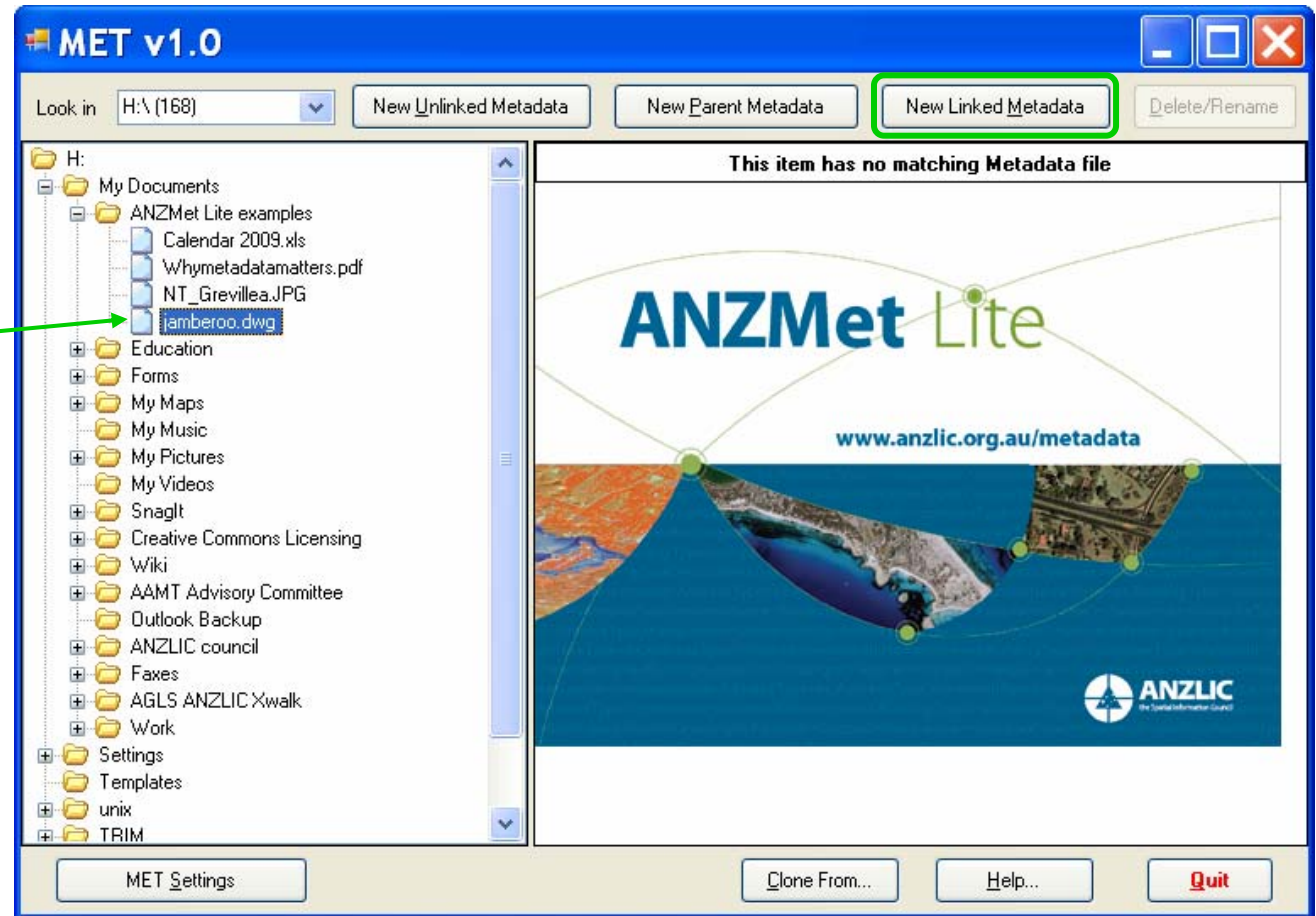 MET v1.0
Look in H:\ (168) New Unlinked Metadata New Parent Metadata New Linked Metadata Delete/Rename
H:
My Documents
ANZMet Lite examples
Calendar 2009.xls
Whymetadatamatters.pdf
NT_Grevillea.JPG
jamberoo.dwg
Education
Forms
My Maps
My Music
My Pictures
My Videos
SnagIt
Creative Commons Licensing
Wiki
AAMT Advisory Committee
Outlook Backup
ANZLIC council
Faxes
AGLS ANZLIC Xwalk
Work
Settings
Templates
unix
TRIM
This item has no matching Metadata file
ANZMet Lite
www.anzlic.org.au/metadata
ANZLIC
the Spatial Information Council
MET Settings Clone From... Help... Quit